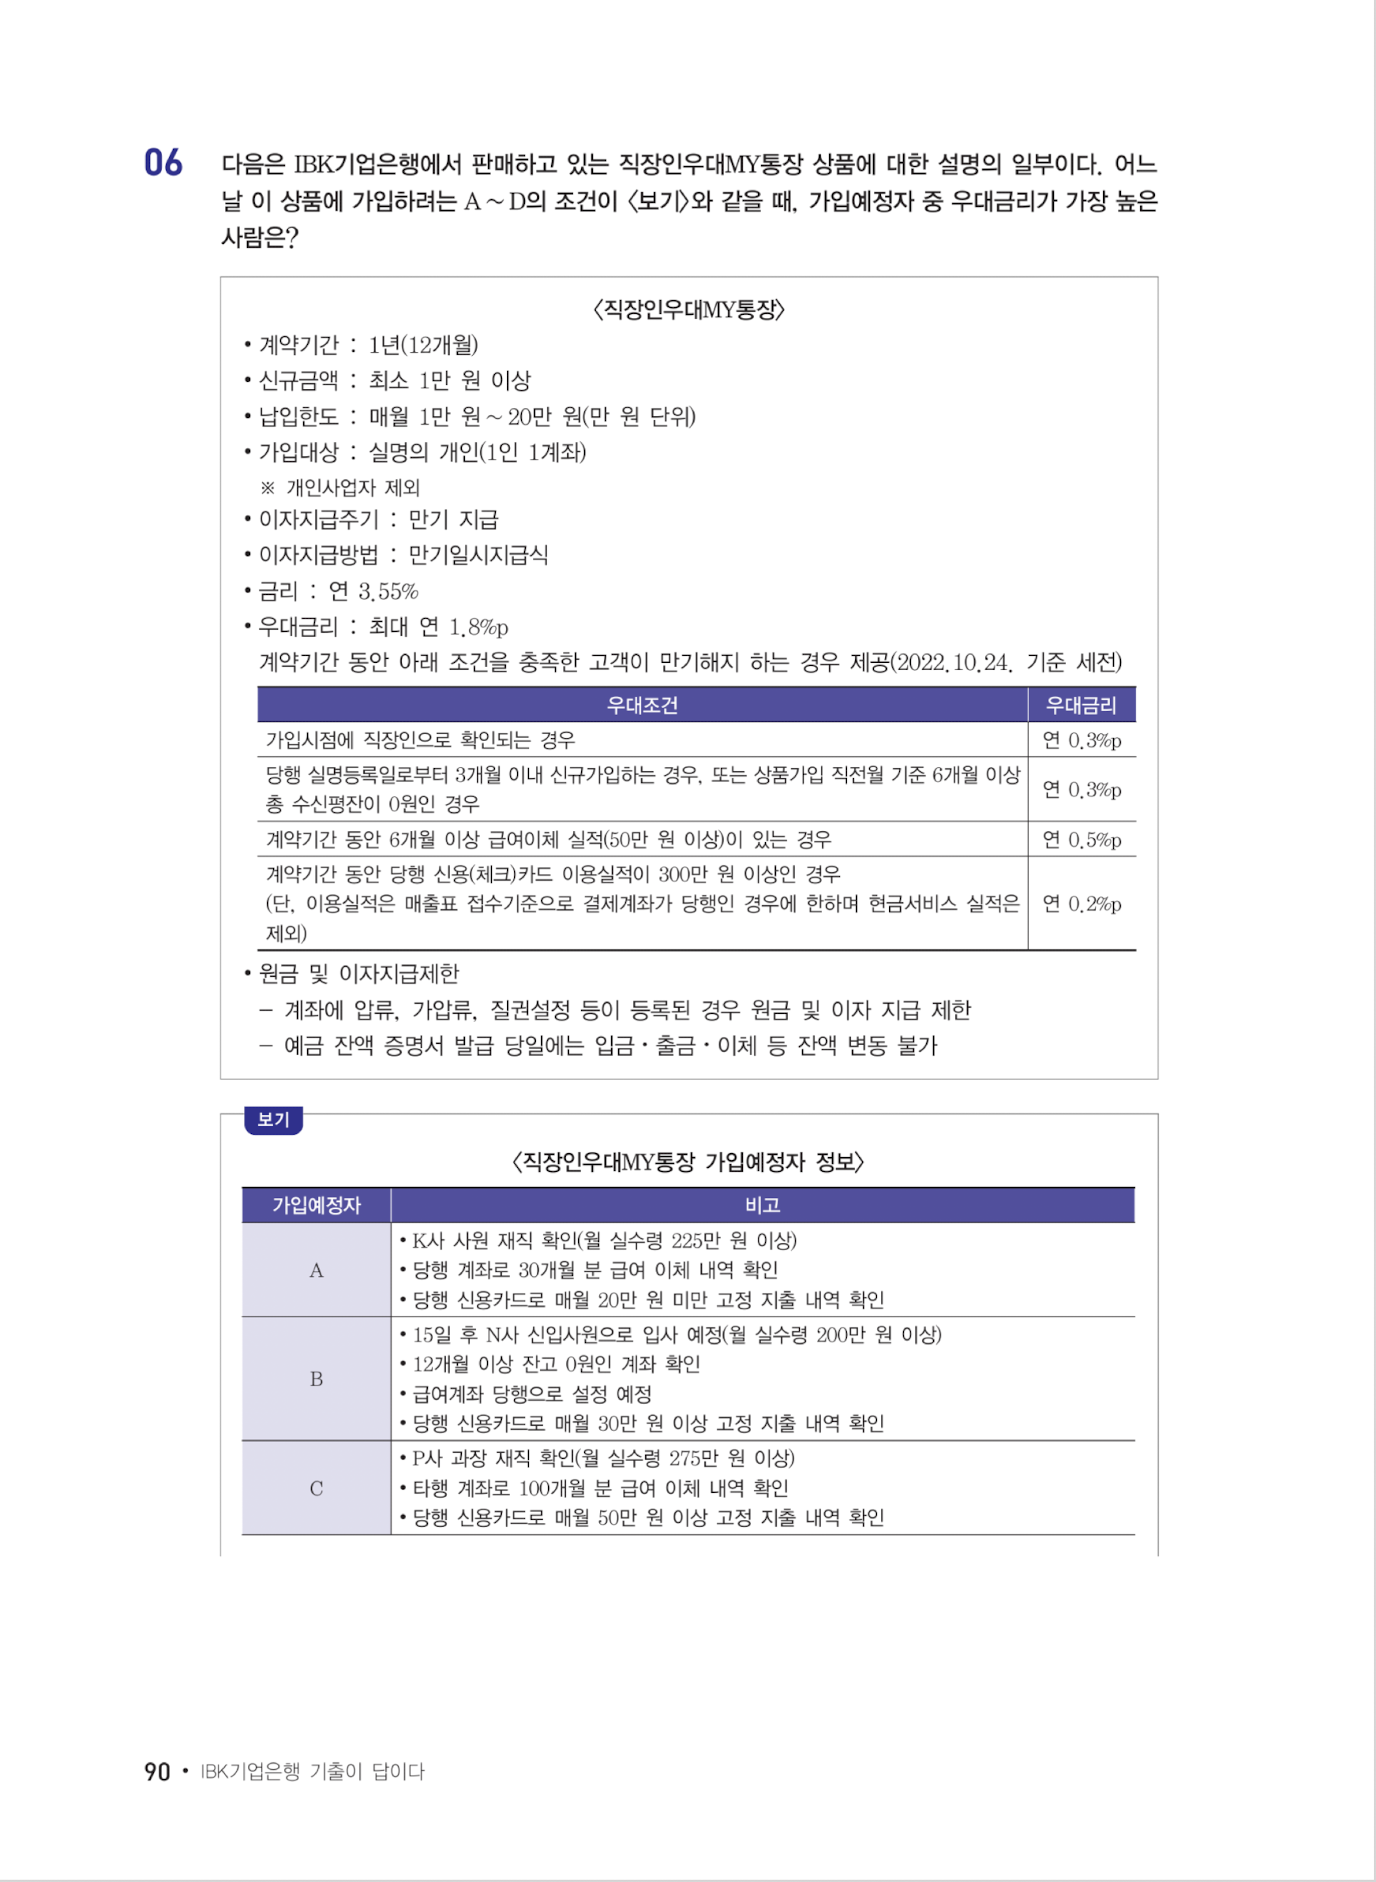 06 다음은 IBK기업은행에서 판매하고 있는 직장인우대MY통장 상품에 대한 설명의 일부이다. 어느
날 이 상품에 가입하려는 A～D의 조건이 〈보기〉와 같을 때, 가입예정자 중 우대금리가 가장 높은
사람은?
〈직장인우대MY통장〉
• 계약기간 : 1년(12개월)
• 신규금액 : 최소 1만 원 이상
• 납입한도 : 매월 1만 원～20만 원(만 원 단위)
• 가입대상 : 실명의 개인(1인 1계좌)
※ 개인사업자 제외
• 이자지급주기 : 만기 지급
• 이자지급방법 : 만기일시지급식
• 금리 : 연 3.55%
• 우대금리 : 최대 연 1.8%p
계약기간 동안 아래 조건을 충족한 고객이 만기해지 하는 경우 제공(2022.10.24. 기준 세전)
우대조건 우대금리
가입시점에 직장인으로 확인되는 경우 연 0.3%p
당행 실명등록일로부터 3개월 이내 신규가입하는 경우, 또는 상품가입 직전월 기준 6개월 이상
총 수신평잔이 0원인 경우 연 0.3%p
계약기간 동안 6개월 이상 급여이체 실적(50만 원 이상)이 있는 경우 연 0.5%p
계약기간 동안 당행 신용(체크)카드 이용실적이 300만 원 이상인 경우
(단, 이용실적은 매출표 접수기준으로 결제계좌가 당행인 경우에 한하며 현금서비스 실적은 연 0.2%p
제외)
• 원금 및 이자지급제한
－ 계좌에 압류, 가압류, 질권설정 등이 등록된 경우 원금 및 이자 지급 제한
－ 예금 잔액 증명서 발급 당일에는 입금·출금·이체 등 잔액 변동 불가
보기
〈직장인우대MY통장 가입예정자 정보〉
가입예정자 비고
A
• K사 사원 재직 확인(월 실수령 225만 원 이상)
• 당행 계좌로 30개월 분 급여 이체 내역 확인
• 당행 신용카드로 매월 20만 원 미만 고정 지출 내역 확인
B
• 15일 후 N사 신입사원으로 입사 예정(월 실수령 200만 원 이상)
• 12개월 이상 잔고 0원인 계좌 확인
• 급여계좌 당행으로 설정 예정
• 당행 신용카드로 매월 30만 원 이상 고정 지출 내역 확인
C
• P사 과장 재직 확인(월 실수령 275만 원 이상)
• 타행 계좌로 100개월 분 급여 이체 내역 확인
• 당행 신용카드로 매월 50만 원 이상 고정 지출 내역 확인
90 • IBK기업은행 기출이 답이다